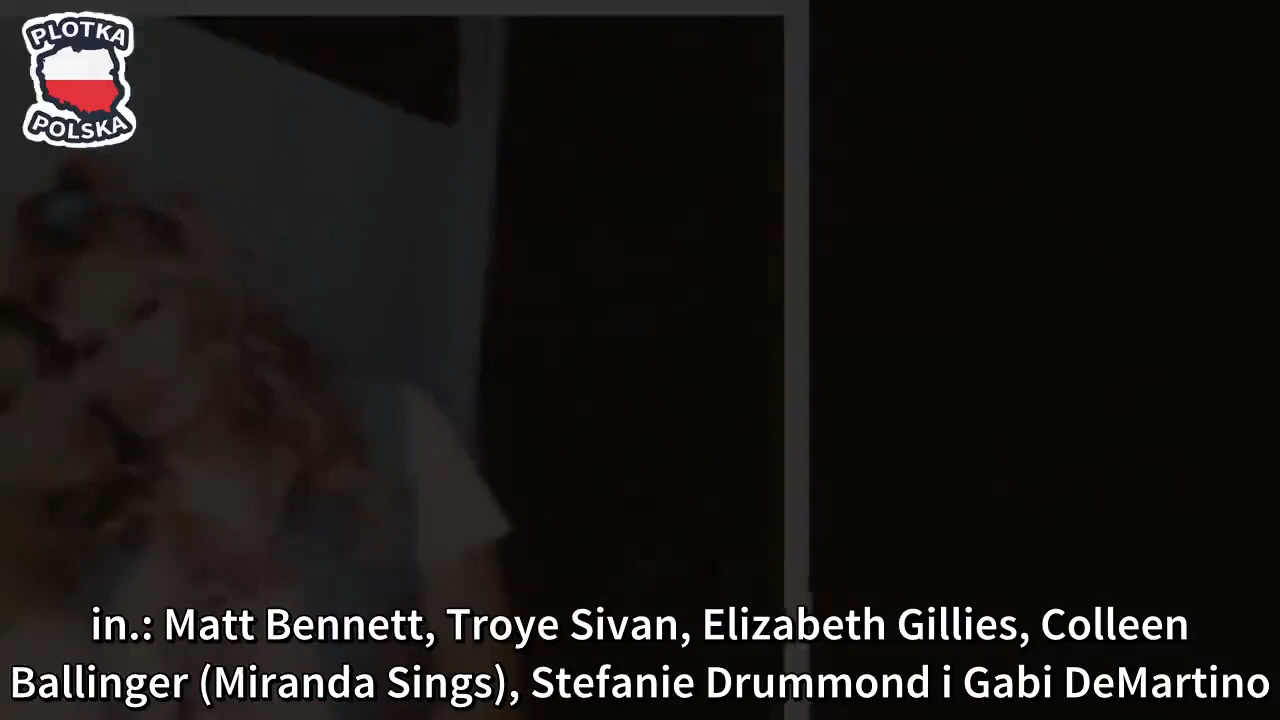 PLOTKA
POLSKA
in.: Matt Bennett, Troye Sivan, Elizabeth Gillies, Colleen
Ballinger (Miranda Sings), Stefanie Drummond i Gabi DeMartino